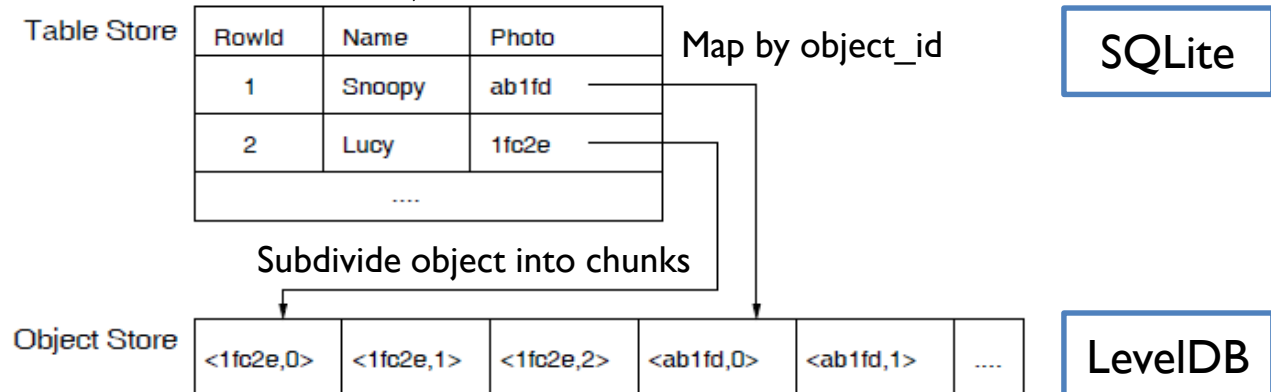 Table Store
RowId Name Photo
1 Snoopy ab1fd
2 Lucy 1fc2e
....
Map by object_id
SQLite
Subdivide object into chunks
Object Store
<1fc2e,0> <1fc2e,1> <1fc2e,2> <ab1fd,0> <ab1fd,1> ....
LevelDB